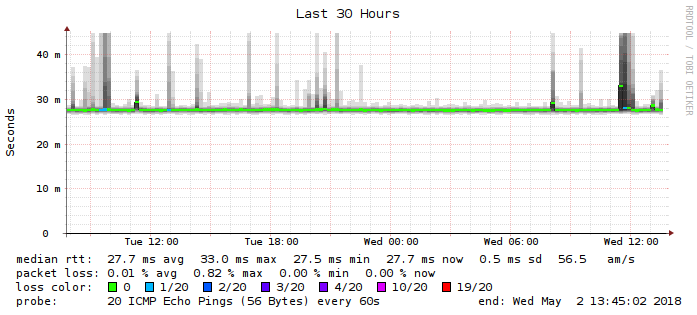 Last 30 Hours
RRDTOOL / TOBI OETIKER
Seconds
40 m
30 m
20 m
10 m
0
Tue 12:00 Tue 18:00 Wed 00:00 Wed 06:00 Wed 12:00
median rtt: 27.7 ms avg 33.0 ms max 27.5 ms min 27.7 ms now 0.5 ms sd 56.5 am/s
packet loss: 0.01 % avg 0.82 % max 0.00 % min 0.00 % now
loss color: 0 1/20 2/20 3/20 4/20 10/20 19/20
probe: 20 ICMP Echo Pings (56 Bytes) every 60s end: Wed May 2 13:45:02 2018